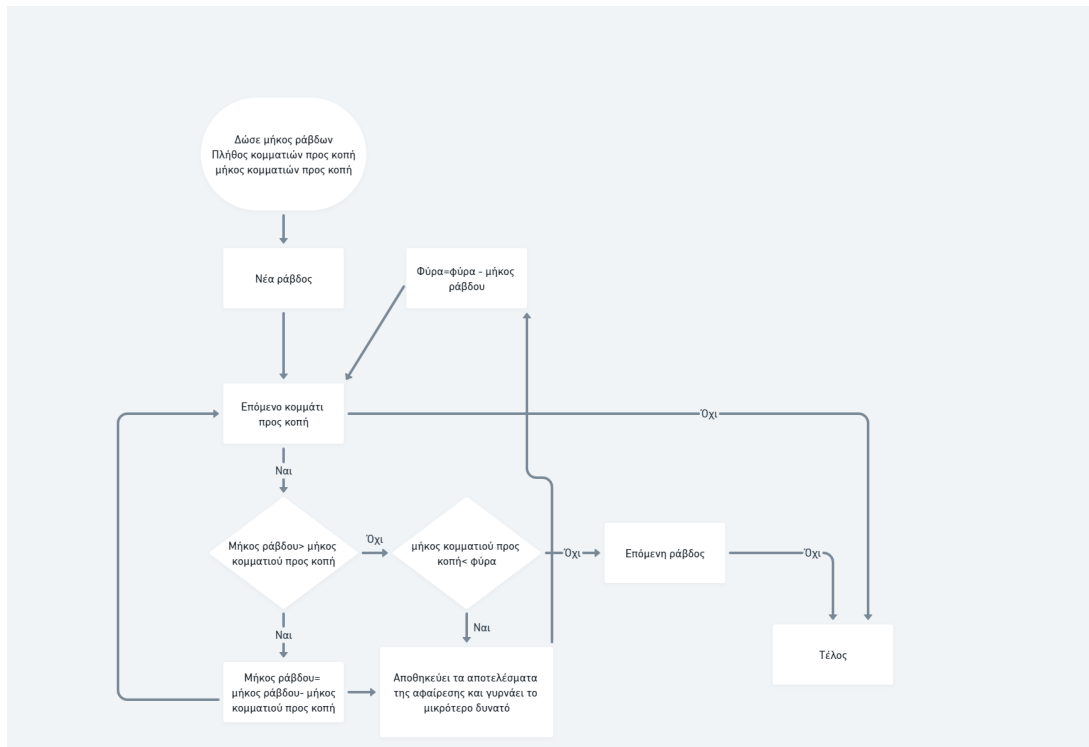 Δώσε μήκος ράβδων
Πλήθος κομματιών προς κοπή
μήκος κομματιών προς κοπή
Νέα ράβδος
Φύρα=φύρα - μήκος
ράβδου
Επόμενο κομμάτι
προς κοπή
Όχι
Ναι
Μήκος ράβδου> μήκος
κομματιού προς κοπή
Όχι
μήκος κομματιού προς
κοπή< φύρα
Όχι
Επόμενη ράβδος
Όχι
Ναι
Ναι
Μήκος ράβδου=
μήκος ράβδου- μήκος
κομματιού προς κοπή
Αποθηκεύει τα αποτελέσματα
της αφαίρεσης και γυρνάει το
μικρότερο δυνατό
Τέλος